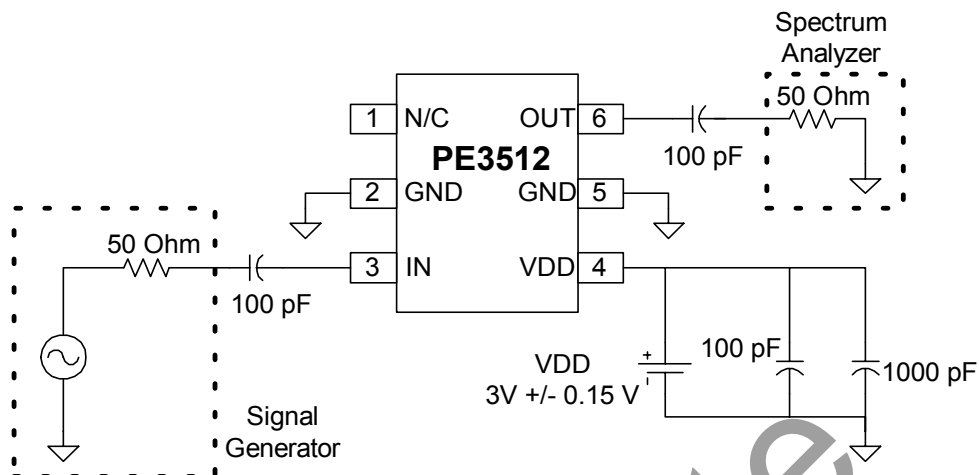 Spectrum
Analyzer
50 Ohm
1 N/C OUT 6
PE3512
100 pF
2 GND GND 5
50 Ohm
3 IN VDD 4
100 pF
VDD
3V +/- 0.15 V
+
-
100 pF
1000 pF
Signal
Generator